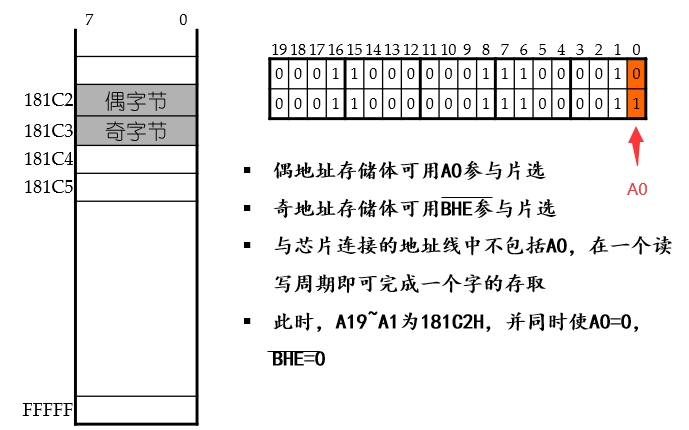 7 0
181C2 偶字节
181C3 奇字节
181C4
181C5
FFFFF
19 18 17 16 15 14 13 12 11 10 9 8 7 6 5 4 3 2 1 0
0 0 0 1 1 0 0 0 0 0 0 1 1 1 0 0 0 0 1 0
0 0 0 1 1 0 0 0 0 0 0 1 1 1 0 0 0 0 1 1
A0
▪ 偶地址存储体可用A0参与片选
▪ 奇地址存储体可用BHE参与片选
▪ 与芯片连接的地址线中不包括A0，在一个读
写周期即可完成一个字的存取
▪ 此时，A19~A1为181C2H，并同时使A0=0，
BHE=0